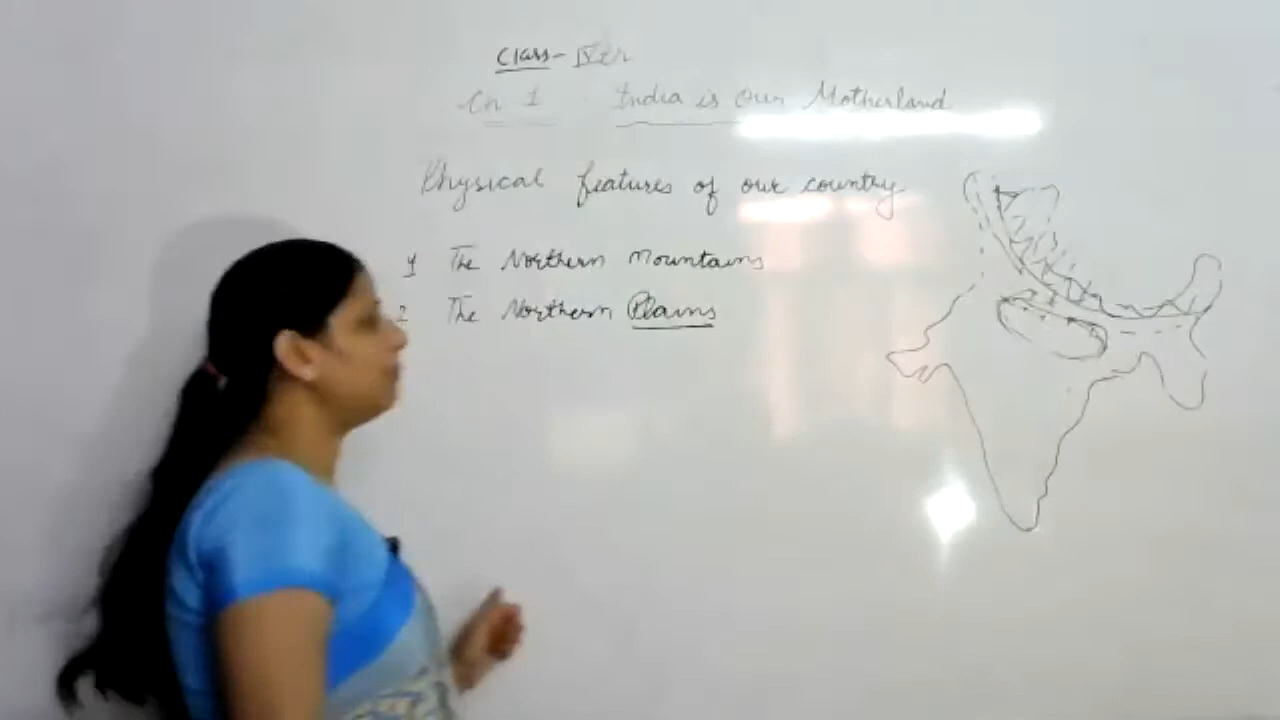 Class - IVth
Ch 1 India is Our Motherland
Physical features of our country
1 The Northern Mountains
2 The Northern Plains